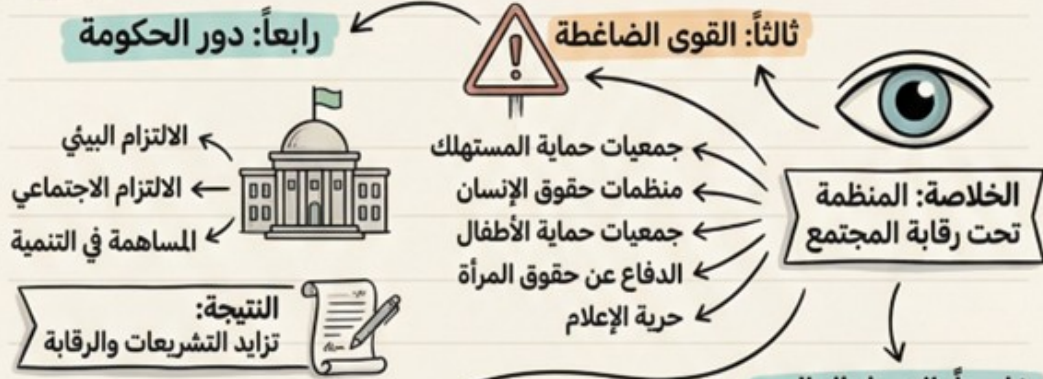 ثالثاً: القوى الضاغطة
جمعيات حماية المستهلك
منظمات حقوق الإنسان
جمعيات حماية الأطفال
الدفاع عن حقوق المرأة
حرية الإعلام
الخلاصة: المنظمة
تحت رقابة المجتمع
رابعاً: دور الحكومة
الالتزام البيئي
الالتزام الاجتماعي
المساهمة في التنمية
النتيجة:
تزايد التشريعات والرقابة